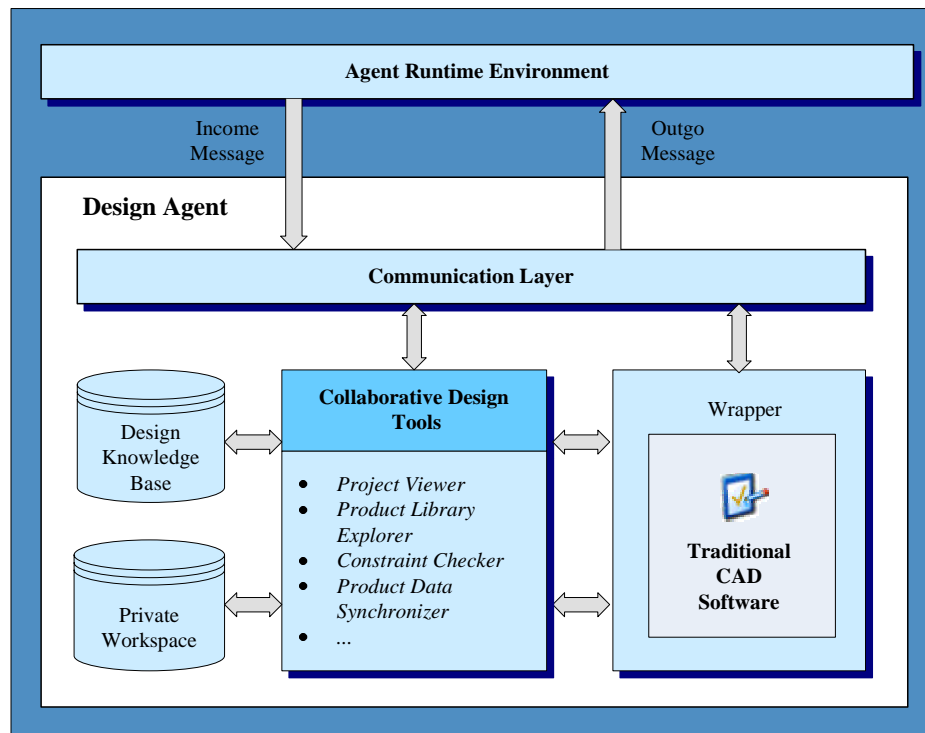 Agent Runtime Environment
Income
Message
Outgo
Message
Design Agent
Communication Layer
Design
Knowledge
Base
Private
Workspace
Collaborative Design
Tools
• Project Viewer
• Product Library
Explorer
• Constraint Checker
• Product Data
Synchronizer
• ...
Wrapper
Traditional
CAD
Software